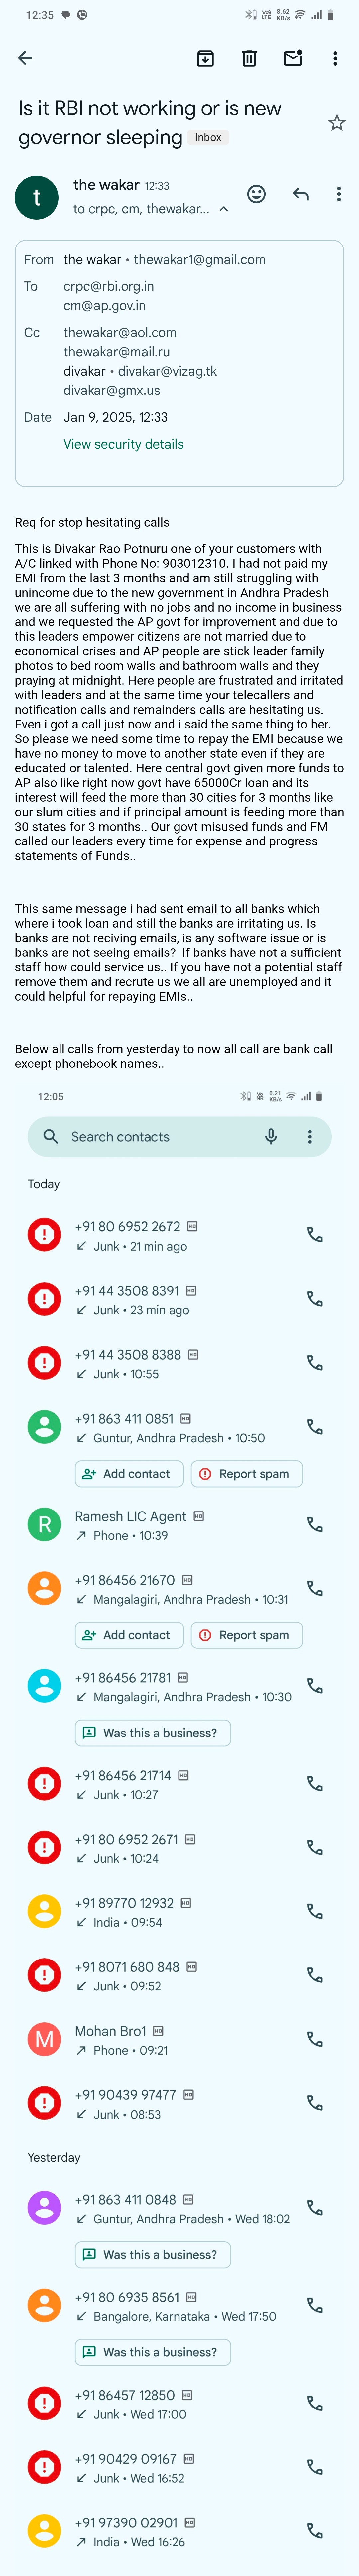 12:35
8.62
KB/s
Is it RBI not working or is new
governor sleeping Inbox
t
the wakar 12:33
to crpc, cm, thewakar...
From the wakar • thewakar1@gmail.com
To crpc@rbi.org.in
cm@ap.gov.in
Cc thewakar@aol.com
thewakar@mail.ru
divakar • divakar@vizag.tk
divakar@gmx.us
Date Jan 9, 2025, 12:33
View security details
Req for stop hesitating calls
This is Divakar Rao Potnuru one of your customers with
A/C linked with Phone No: 903012310. I had not paid my
EMI from the last 3 months and am still struggling with
unincome due to the new government in Andhra Pradesh
we are all suffering with no jobs and no income in business
and we requested the AP govt for improvement and due to
this leaders empower citizens are not married due to
economical crises and AP people are stick leader family
photos to bed room walls and bathroom walls and they
praying at midnight. Here people are frustrated and irritated
with leaders and at the same time your telecallers and
notification calls and remainders calls are hesitating us.
Even i got a call just now and i said the same thing to her.
So please we need some time to repay the EMI because we
have no money to move to another state even if they are
educated or talented. Here central govt given more funds to
AP also like right now govt have 65000Cr loan and its
interest will feed the more than 30 cities for 3 months like
our slum cities and if principal amount is feeding more than
30 states for 3 months.. Our govt misused funds and FM
called our leaders every time for expense and progress
statements of Funds..
This same message i had sent email to all banks which
where i took loan and still the banks are irritating us. Is
banks are not reciving emails, is any software issue or is
banks are not seeing emails? If banks have not a sufficient
staff how could service us.. If you have not a potential staff
remove them and recrute us we all are unemployed and it
could helpful for repaying EMIs..
Below all calls from yesterday to now all call are bank call
except phonebook names..
12:05
0.21
KB/s
Search contacts
Today
+91 80 6952 2672
Junk • 21 min ago
+91 44 3508 8391
Junk • 23 min ago
+91 44 3508 8388
Junk • 10:55
+91 863 411 0851
Guntur, Andhra Pradesh • 10:50
Add contact Report spam
R
Ramesh LIC Agent
Phone • 10:39
+91 86456 21670
Mangalagiri, Andhra Pradesh • 10:31
Add contact Report spam
+91 86456 21781
Mangalagiri, Andhra Pradesh • 10:30
Was this a business?
+91 86456 21714
Junk • 10:27
+91 80 6952 2671
Junk • 10:24
+91 89770 12932
India • 09:54
+91 8071 680 848
Junk • 09:52
M
Mohan Bro1
Phone • 09:21
+91 90439 97477
Junk • 08:53
Yesterday
+91 863 411 0848
Guntur, Andhra Pradesh • Wed 18:02
Was this a business?
+91 80 6935 8561
Bangalore, Karnataka • Wed 17:50
Was this a business?
+91 86457 12850
Junk • Wed 17:00
+91 90429 09167
Junk • Wed 16:52
+91 97390 02901
India • Wed 16:26